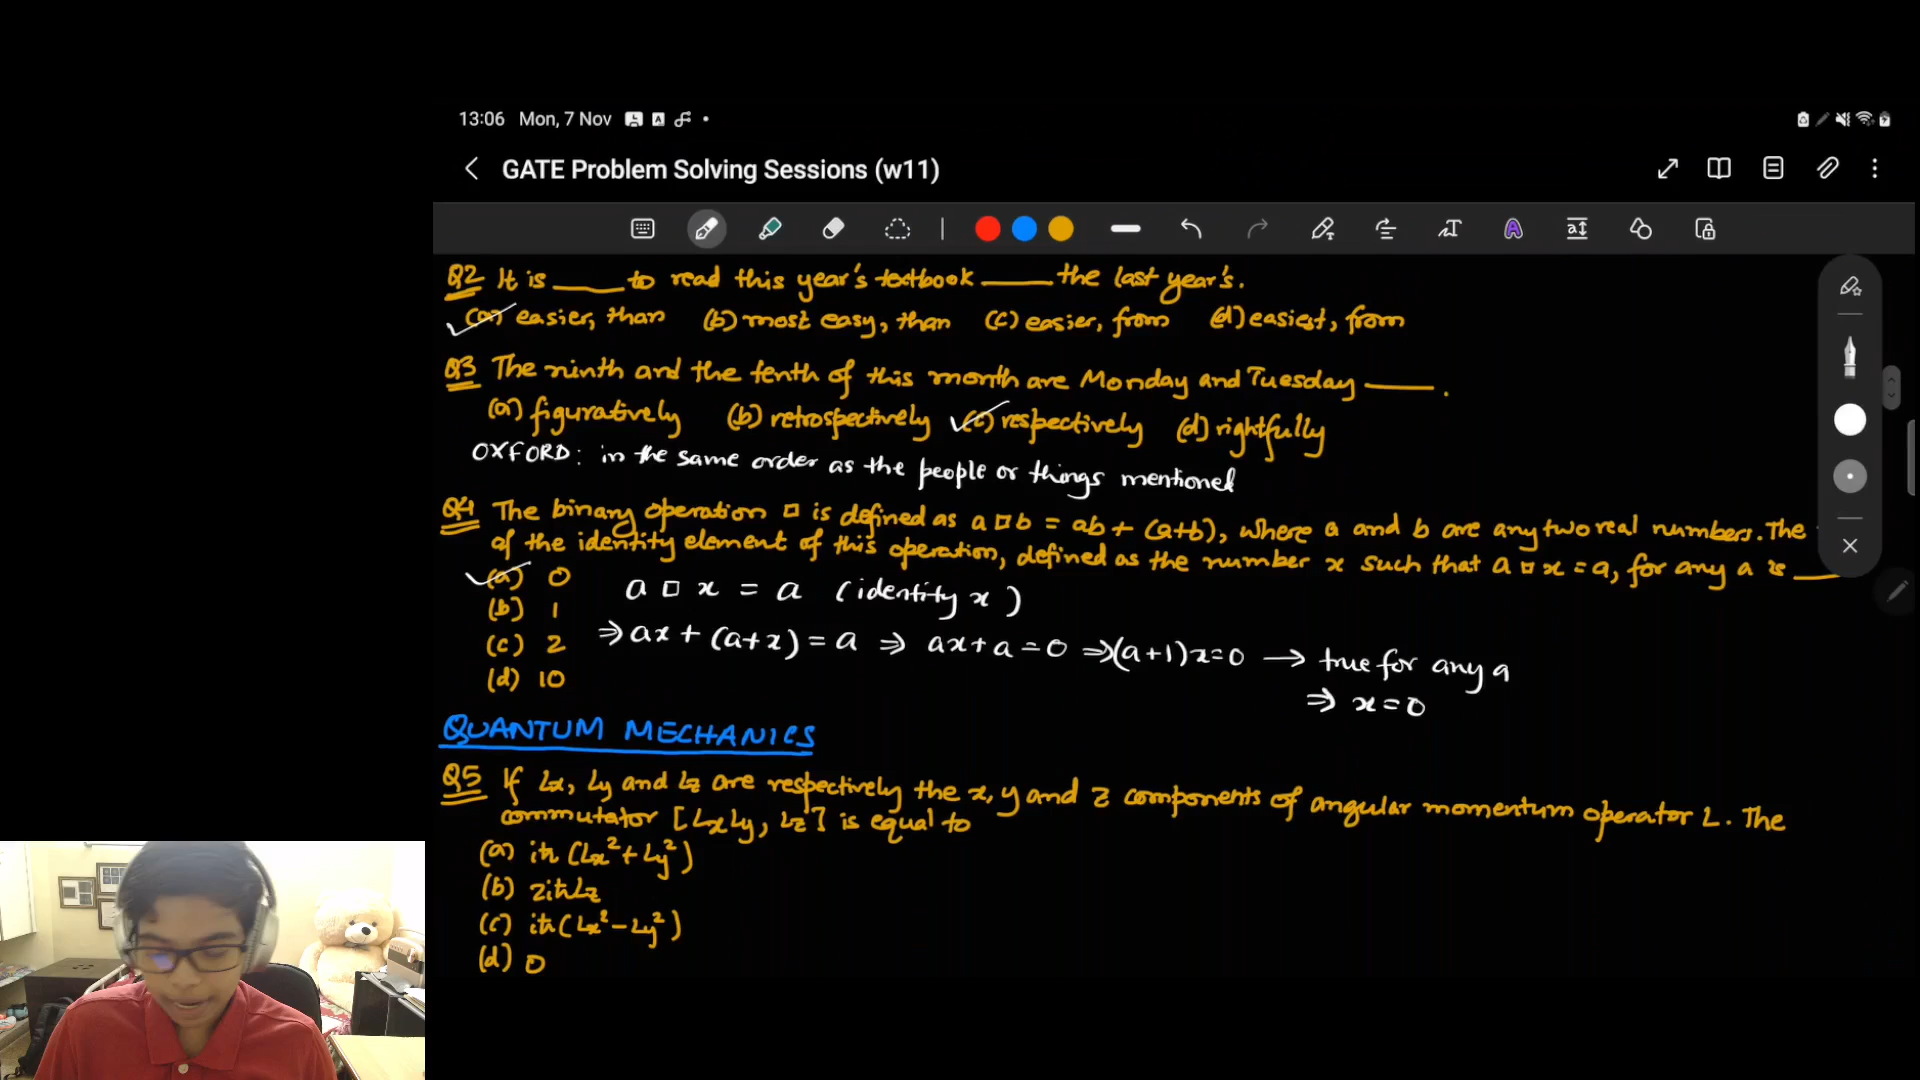 13:06 Mon, 7 Nov
GATE Problem Solving Sessions (w11)
Q2 It is ____ to read this year's textbook ____ the last year's.
(a) easier, than (b) most easy, than (c) easier, from (d) easiest, from
Q3 The ninth and the tenth of this month are Monday and Tuesday ____.
(a) figuratively (b) retrospectively (c) respectively (d) rightfully
OXFORD: in the same order as the people or things mentioned
Q4 The binary operation □ is defined as a □ b = ab + (a+b), where a and b are any two real numbers. The
of the identity element of this operation, defined as the number x such that a □ x = a, for any a is ____
(a) 0 a □ x = a (identity x)
(b) 1
(c) 2 ⇒ ax + (a+x) = a ⇒ ax + a = 0 ⇒ (a+1)x = 0 → true for any a
(d) 10 ⇒ x = 0
QUANTUM MECHANICS
Q5 If Lx, Ly and Lz are respectively the x, y and z components of angular momentum operator L. The
commutator [LxLy, Lz] is equal to
(a) iħ (Lx² + Ly²)
(b) 2iħLz
(c) iħ (Lx² - Ly²)
(d) 0